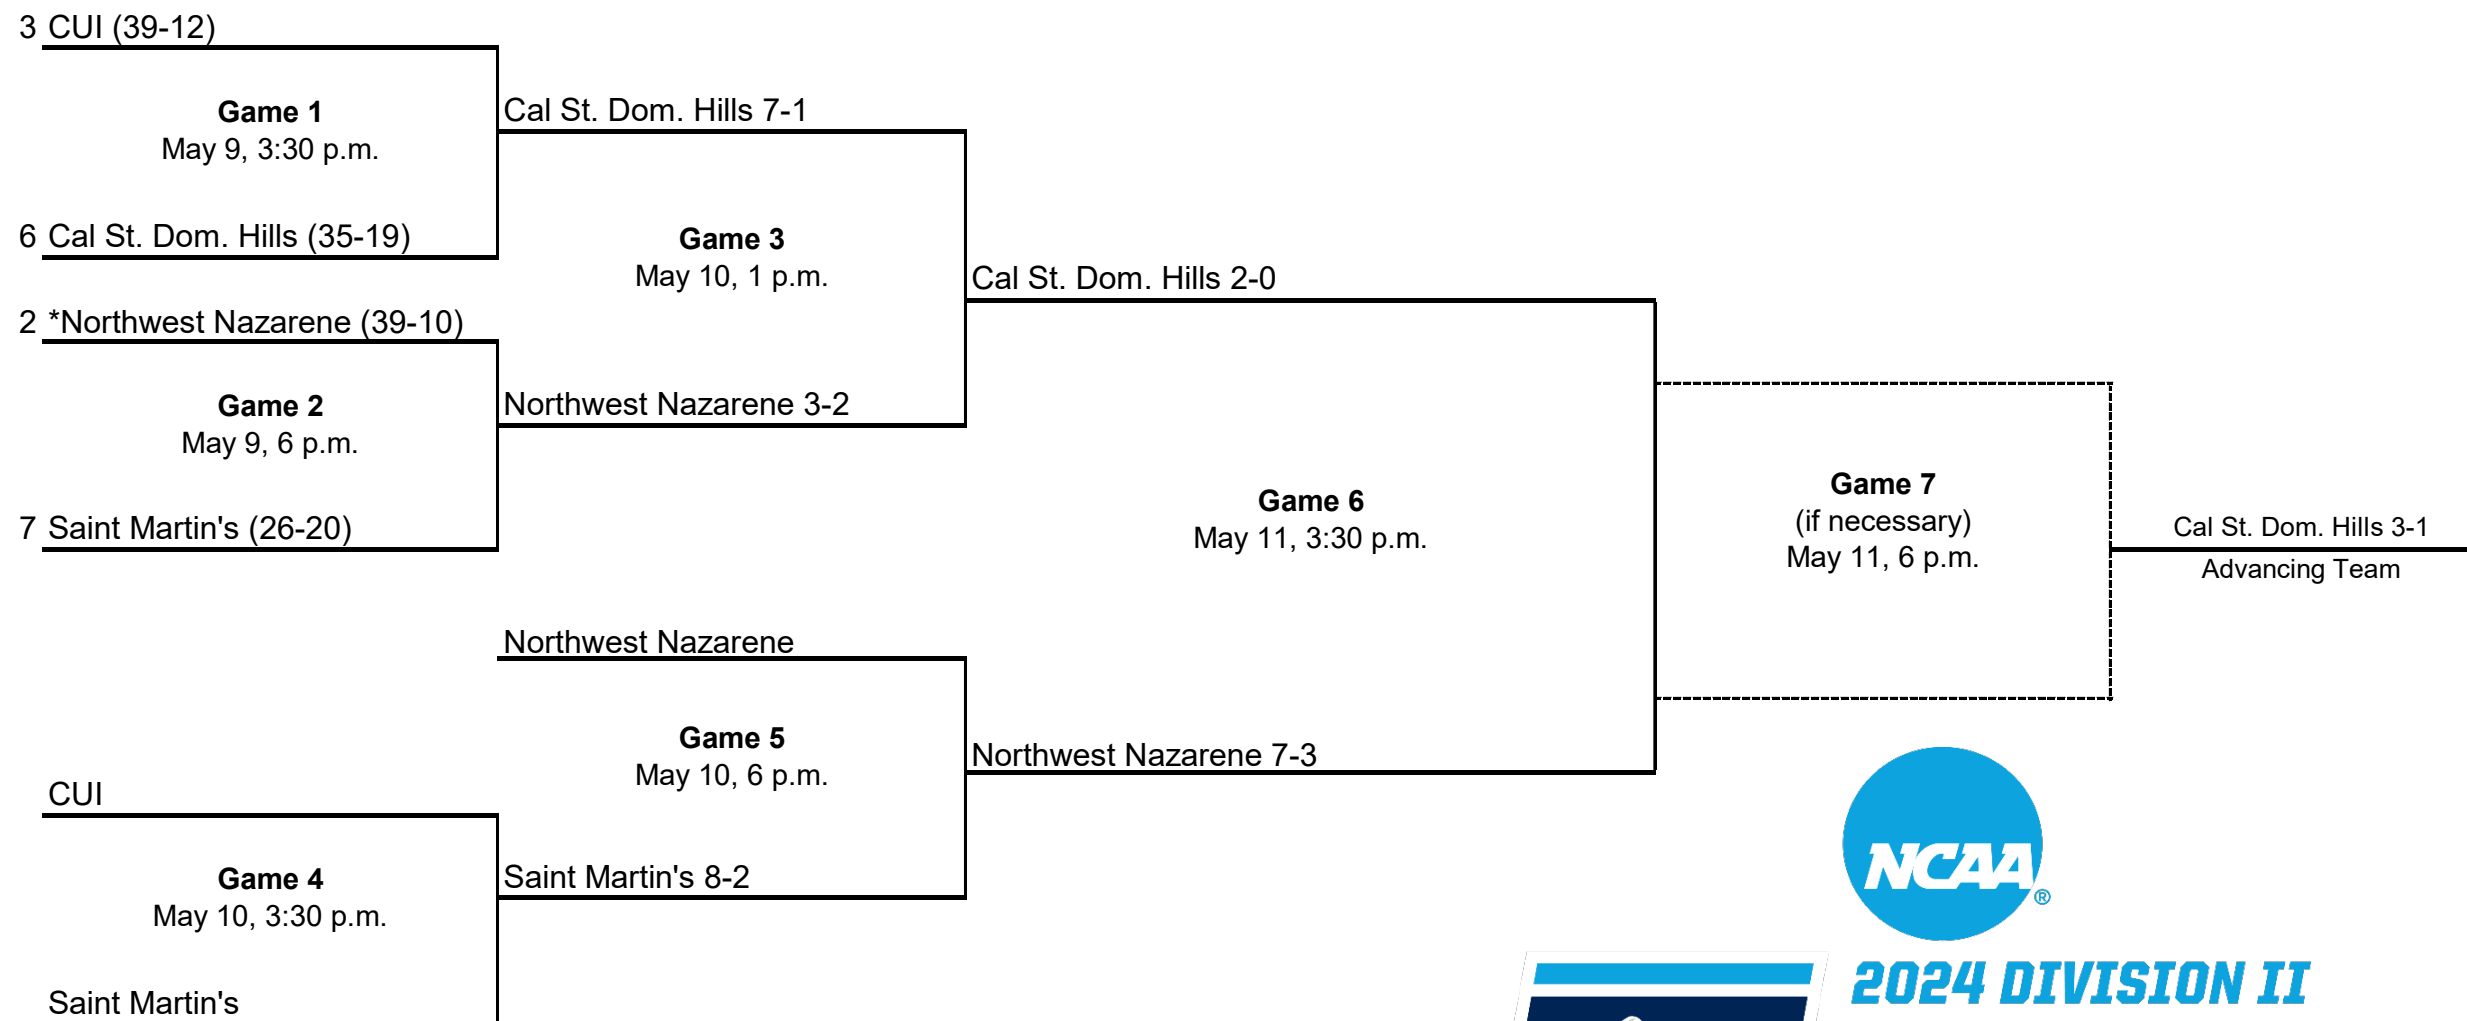 3 CUI (39-12)
Game 1
May 9, 3:30 p.m.
6 Cal St. Dom. Hills (35-19)
Cal St. Dom. Hills 7-1
2 *Northwest Nazarene (39-10)
Game 2
May 9, 6 p.m.
7 Saint Martin's (26-20)
Northwest Nazarene 3-2
Game 3
May 10, 1 p.m.
Cal St. Dom. Hills 2-0
CUI
Game 4
May 10, 3:30 p.m.
Saint Martin's
Northwest Nazarene
Game 5
May 10, 6 p.m.
Saint Martin's 8-2
Northwest Nazarene 7-3
Game 6
May 11, 3:30 p.m.
Game 7
(if necessary)
May 11, 6 p.m.
Cal St. Dom. Hills 3-1
Advancing Team
NCAA®
2024 DIVISION II